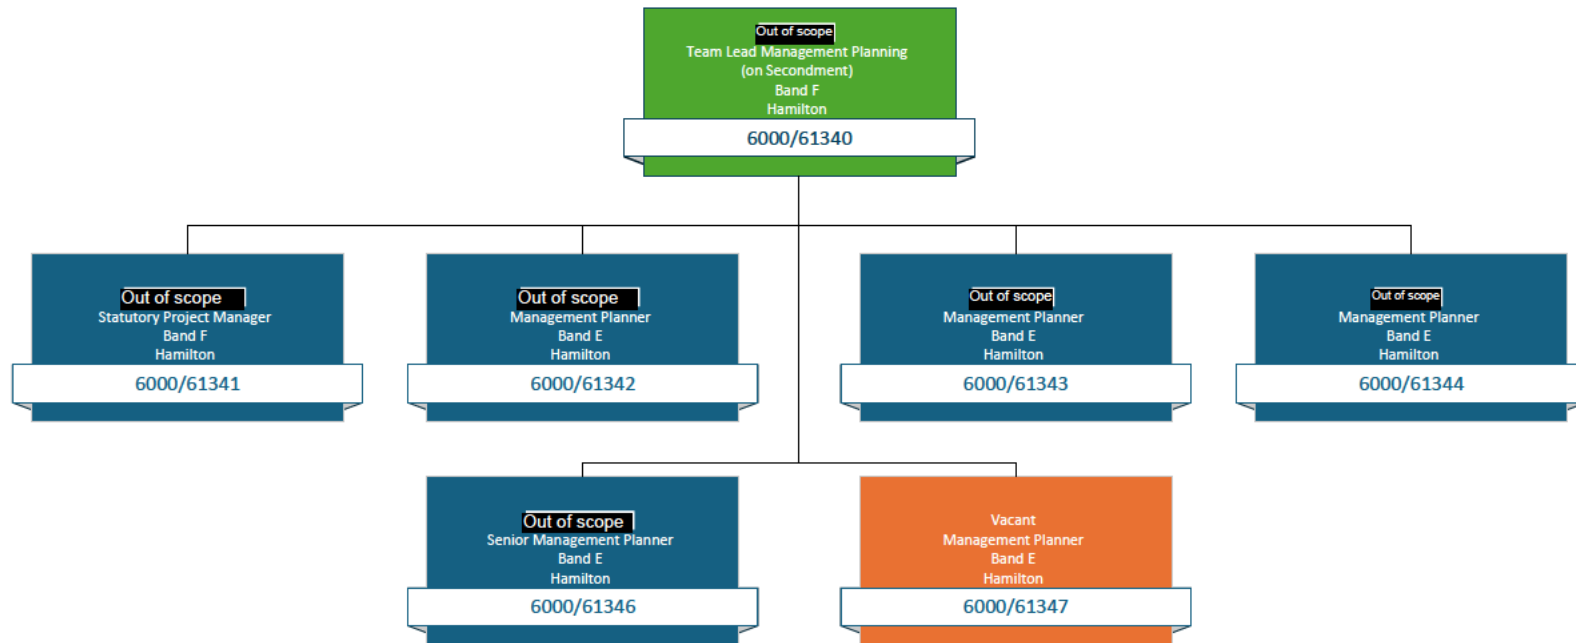 Out of scope
Team Lead Management Planning
(on Secondment)
Band F
Hamilton
6000/61340
Out of scope
Statutory Project Manager
Band F
Hamilton
6000/61341
Out of scope
Management Planner
Band E
Hamilton
6000/61342
Out of scope
Management Planner
Band E
Hamilton
6000/61343
Out of scope
Management Planner
Band E
Hamilton
6000/61344
Out of scope
Senior Management Planner
Band E
Hamilton
6000/61346
Vacant
Management Planner
Band E
Hamilton
6000/61347